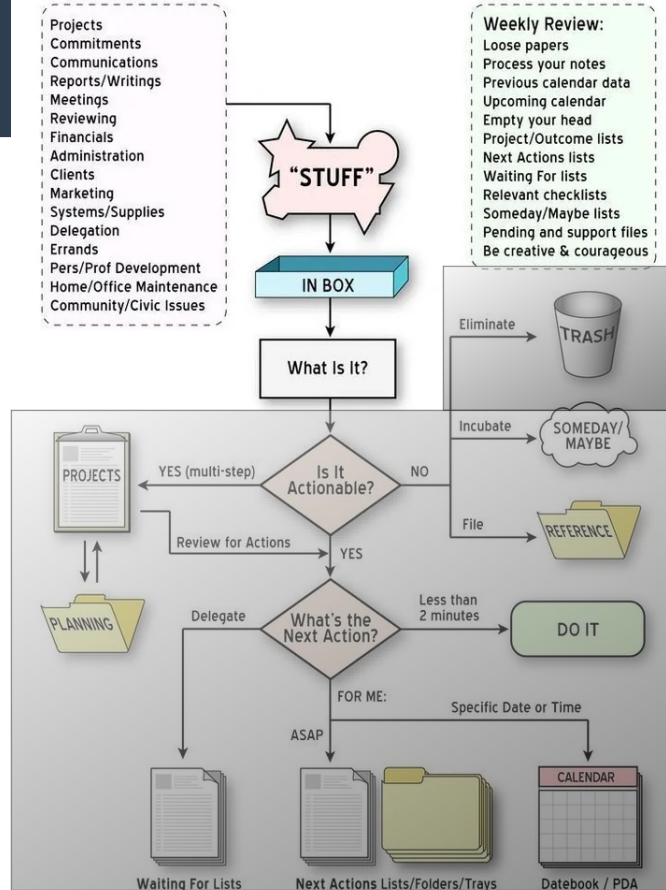 Projects
Commitments
Communications
Reports/Writings
Meetings
Reviewing
Financials
Administration
Clients
Marketing
Systems/Supplies
Delegation
Errands
Pers/Prof Development
Home/Office Maintenance
Community/Civic Issues
Weekly Review:
Loose papers
Process your notes
Previous calendar data
Upcoming calendar
Empty your head
Project/Outcome lists
Next Actions lists
Waiting For lists
Relevant checklists
Someday/Maybe lists
Pending and support files
Be creative & courageous
"STUFF"
IN BOX
What Is It?
Eliminate
TRASH
Incubate
SOMEDAY/
MAYBE
File
REFERENCE
Is It
Actionable?
NO
YES (multi-step)
PROJECTS
Review for Actions
YES
PLANNING
What's the
Next Action?
Delegate
Less than
2 minutes
DO IT
FOR ME:
Specific Date or Time
ASAP
CALENDAR
Waiting For Lists
Next Actions Lists/Folders/Trays
Datebook / PDA